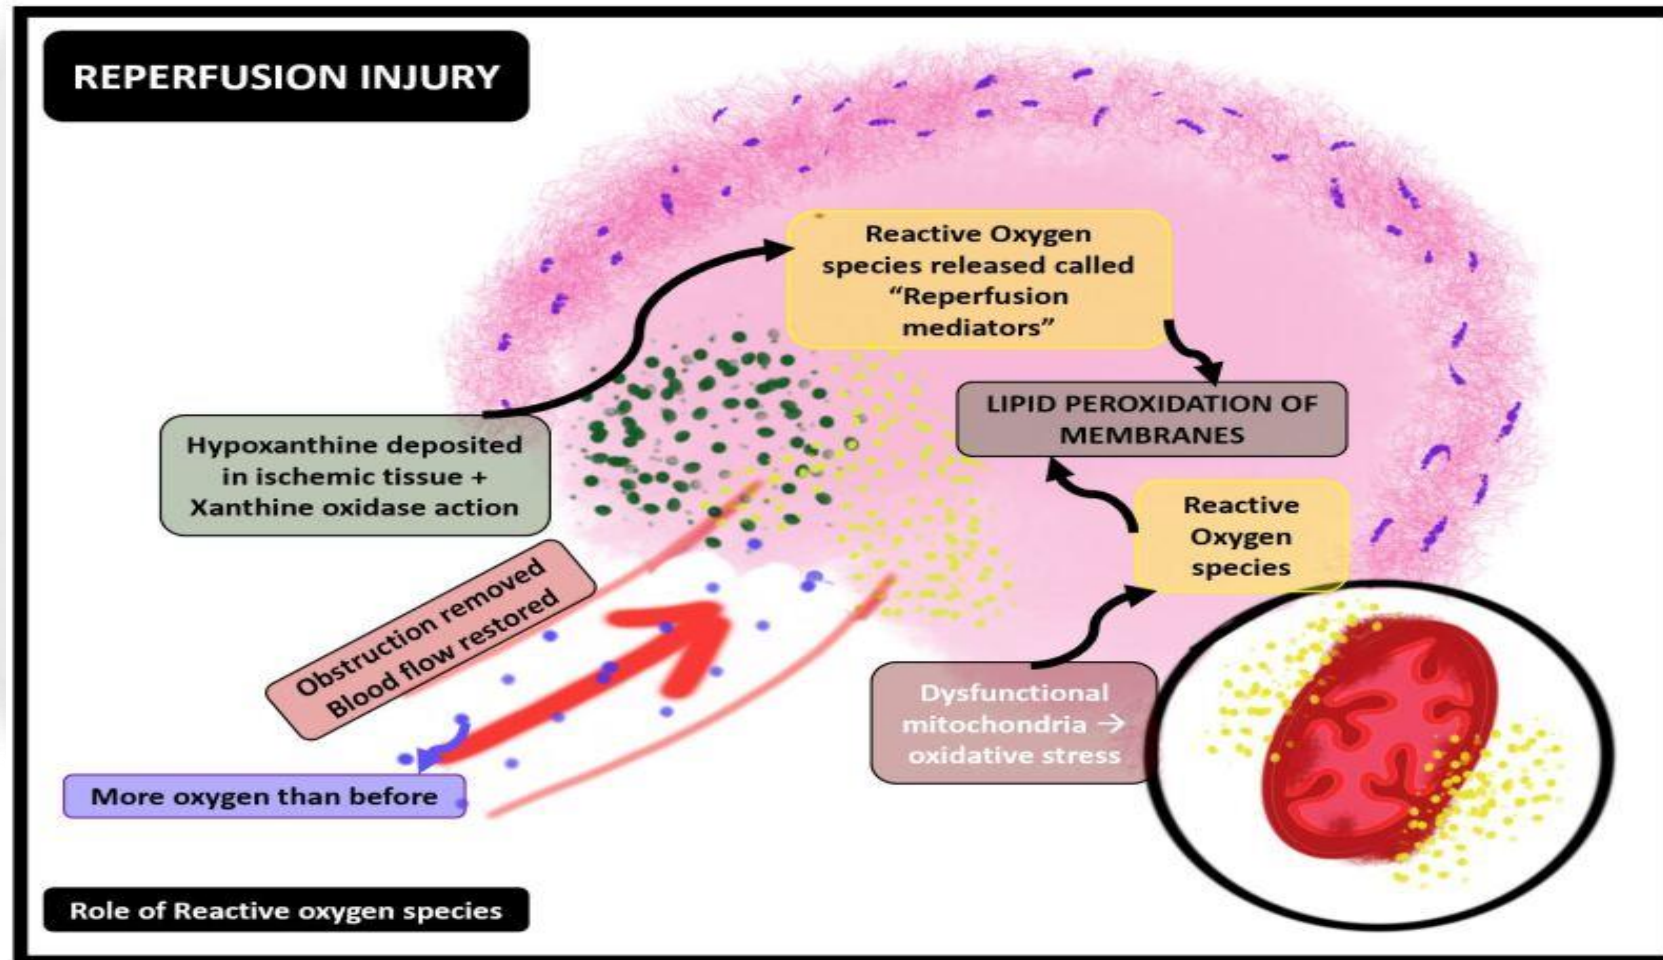 REPERFUSION INJURY
Reactive Oxygen
species released called
“Reperfusion
mediators”
LIPID PEROXIDATION OF
MEMBRANES
Hypoxanthine deposited
in ischemic tissue +
Xanthine oxidase action
Reactive
Oxygen
species
Obstruction removed
Blood flow restored
Dysfunctional
mitochondria →
oxidative stress
More oxygen than before
Role of Reactive oxygen species